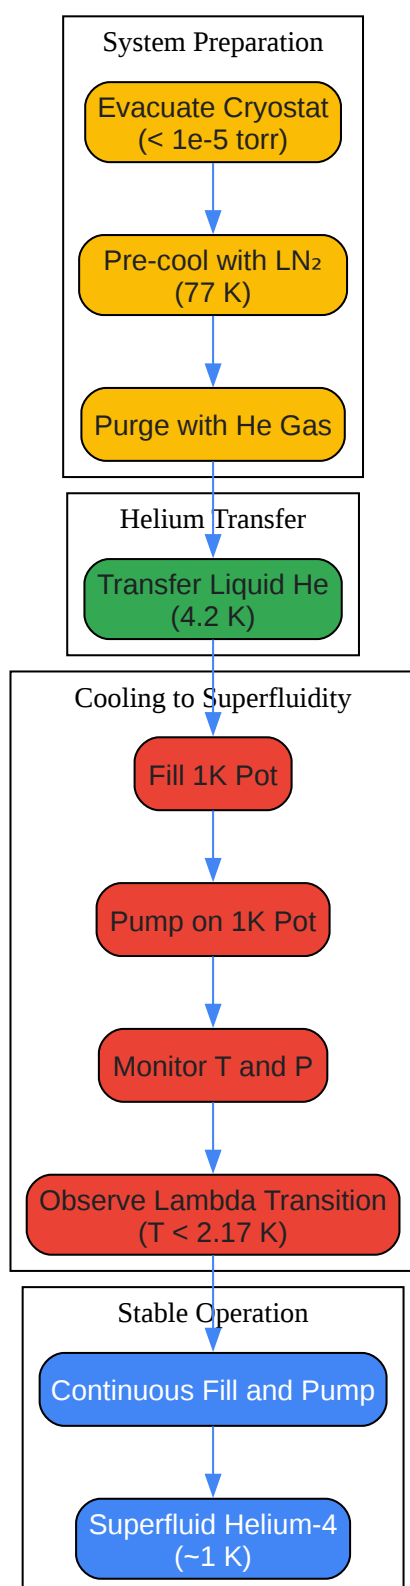 System Preparation
Evacuate Cryostat
(< 1e-5 torr)
Pre-cool with LN₂
(77 K)
Purge with He Gas
Helium Transfer
Transfer Liquid He
(4.2 K)
Cooling to Superfluidity
Fill 1K Pot
Pump on 1K Pot
Monitor T and P
Observe Lambda Transition
(T < 2.17 K)
Stable Operation
Continuous Fill and Pump
Superfluid Helium-4
(~1 K)